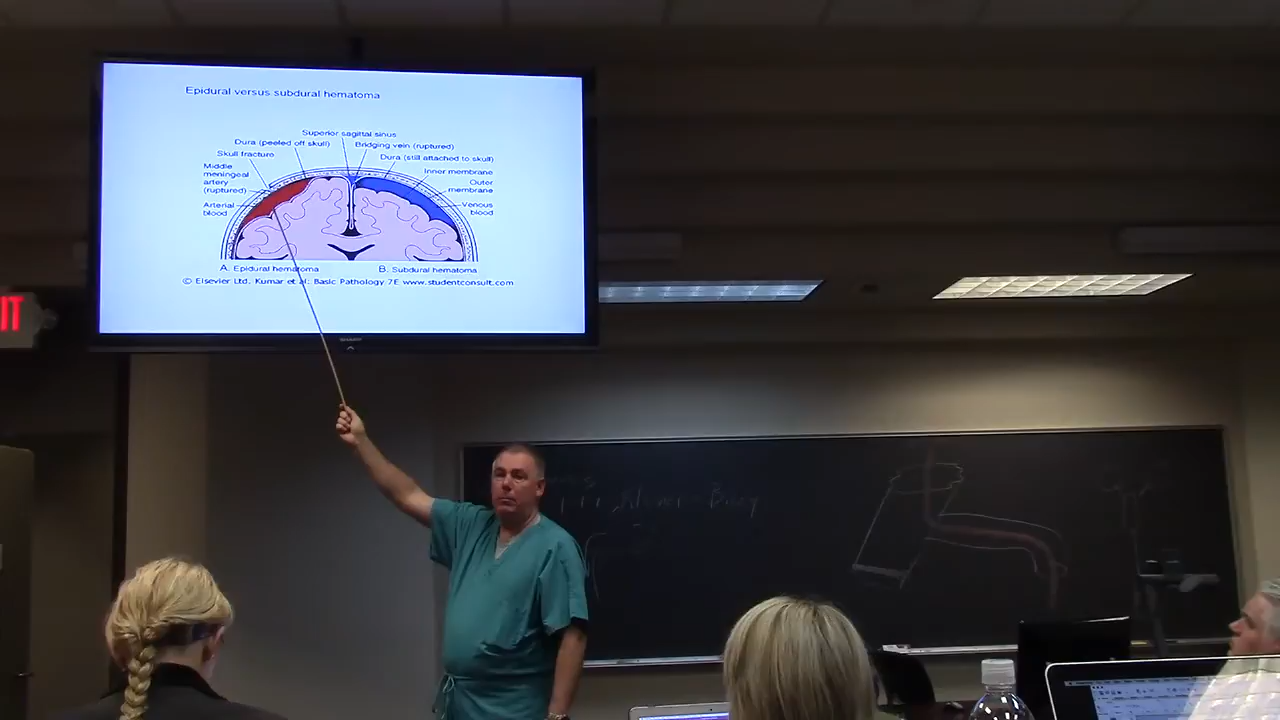 Epidural versus subdural hematoma
Superior sagittal sinus
Dura (peeled off skull)
Bridging vein (ruptured)
Skull fracture
Dura (still attached to skull)
Middle
meningeal
artery
(ruptured)
Inner membrane
Outer
membrane
Arterial
blood
Venous
blood
A. Epidural hematoma
B. Subdural hematoma
© Elsevier Ltd. Kumar et al: Basic Pathology 7E www.studentconsult.com
SHARP
IT